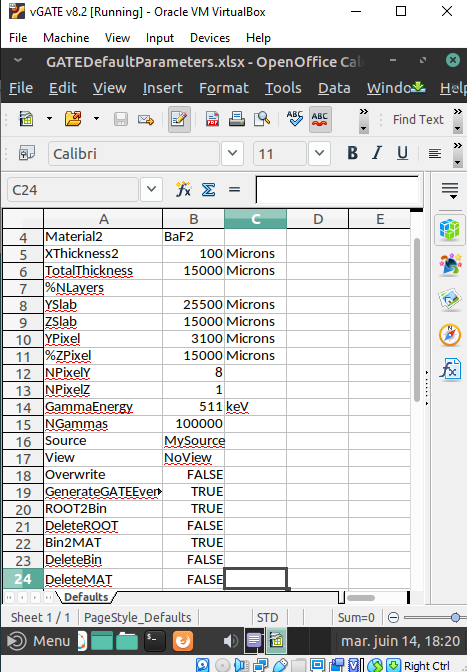 vGATE v8.2 [Running] - Oracle VM VirtualBox
File Machine View Input Devices Help
GATEDefaultParameters.xlsx - OpenOffice Cal
File Edit View Insert Format Tools Data Window Help
Find Text
Calibri 11 B I U
C24
A B C D E
4 Material2 BaF2
5 XThickness2 100 Microns
6 TotalThickness 15000 Microns
7 %NLayers
8 YSlab 25500 Microns
9 ZSlab 15000 Microns
10 YPixel 3100 Microns
11 %ZPixel 15000 Microns
12 NPixelY 8
13 NPixelZ 1
14 GammaEnergy 511 keV
15 NGammas 100000
16 Source MySource
17 View NoView
18 Overwrite FALSE
19 GenerateGATEEven TRUE
20 ROOT2Bin TRUE
21 DeleteROOT FALSE
22 Bin2MAT TRUE
23 DeleteBin FALSE
24 DeleteMAT FALSE
Defaults
Sheet 1 / 1 PageStyle_Defaults STD Sum=0
Menu mar. juin 14, 18:20
Right Ctrl